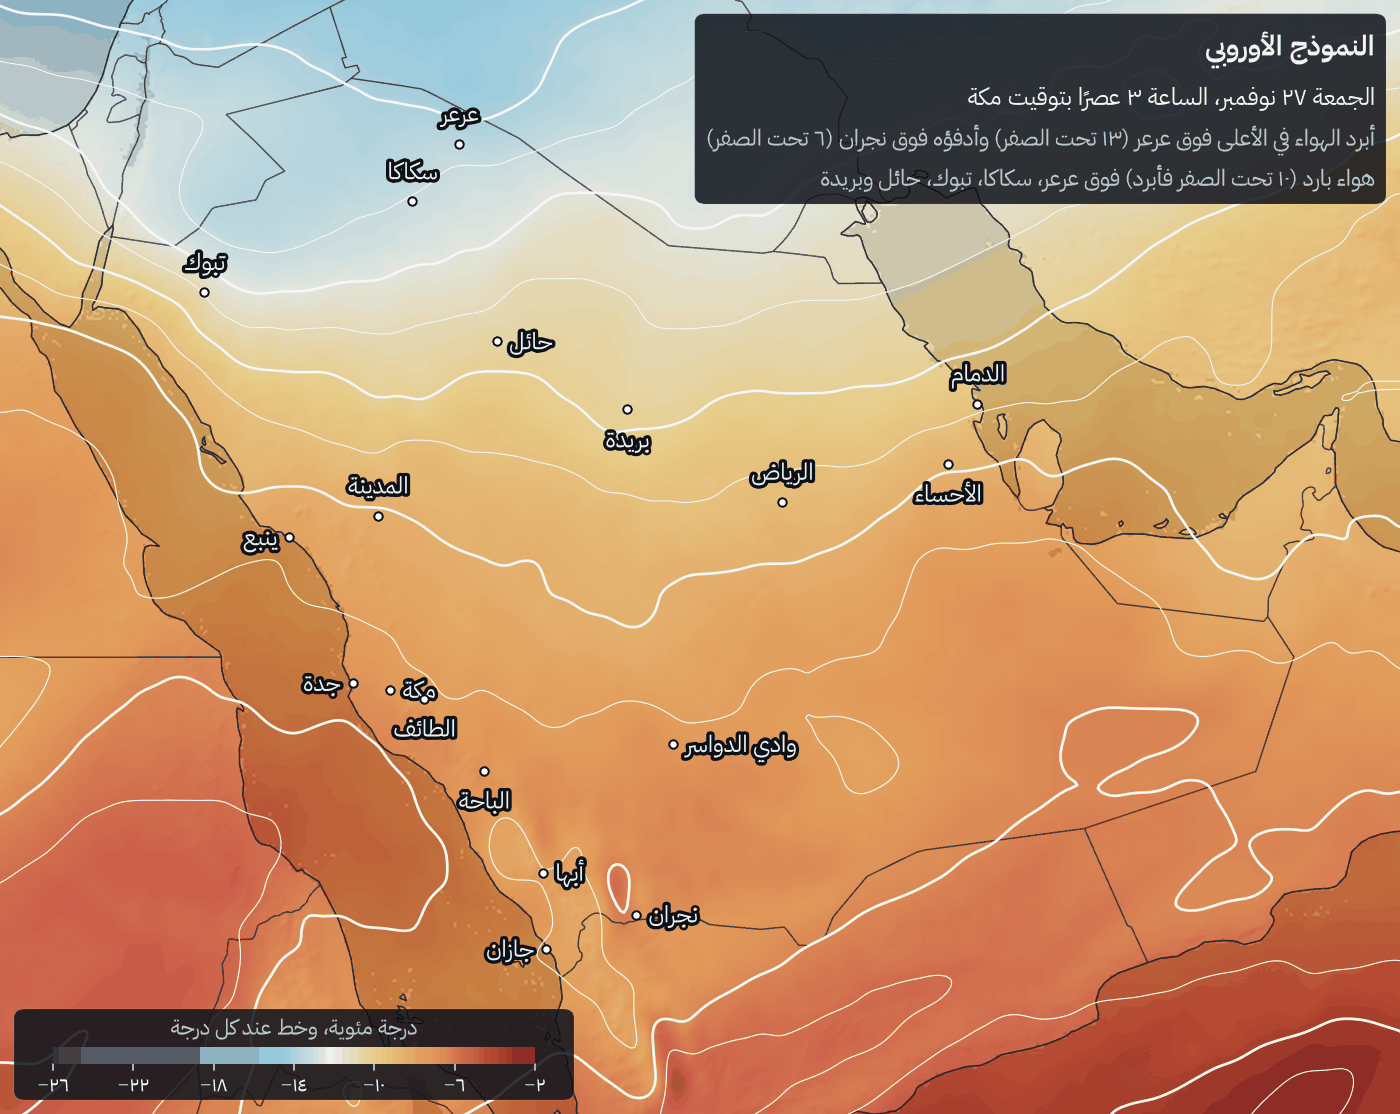 النموذج الأوروبي
الجمعة ٢٧ نوفمبر، الساعة ٣ عصرًا بتوقيت مكة
أبرد الهواء في الأعلى فوق عرعر (١٣ تحت الصفر) وأدفؤه فوق نجران (٦ تحت الصفر)
هواء بارد (١٠ تحت الصفر فأبرد) فوق عرعر، سكاكا، تبوك، حائل وبريدة
عرعر
سكاكا
تبوك
حائل
الدمام
بريدة
الرياض
المدينة
الأحساء
ينبع
جدة
مكة
الطائف
وادي الدواسر
الباحة
أبها
نجران
جازان
درجة مئوية، وخط عند كل درجة
−٢٦ −٢٢ −١٨ −١٤ −١٠ −٦ −٢